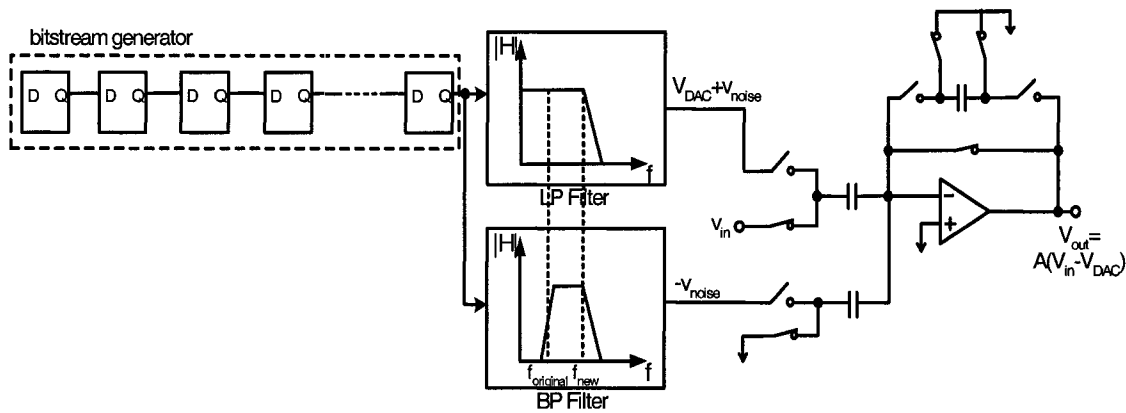 bitstream generator
D Q D Q D Q D Q D Q
|H|
f
LP Filter
V_DAC+v_noise
v_in
|H|
f_original f_new f
BP Filter
-v_noise
-
+
V_out=
A(V_in-V_DAC)